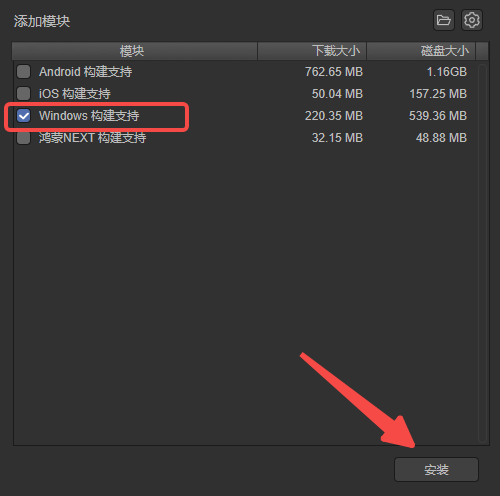 添加模块
模块 下载大小 磁盘大小
Android 构建支持 762.65 MB 1.16GB
iOS 构建支持 50.04 MB 157.25 MB
Windows 构建支持 220.35 MB 539.36 MB
鸿蒙NEXT 构建支持 32.15 MB 48.88 MB
安装